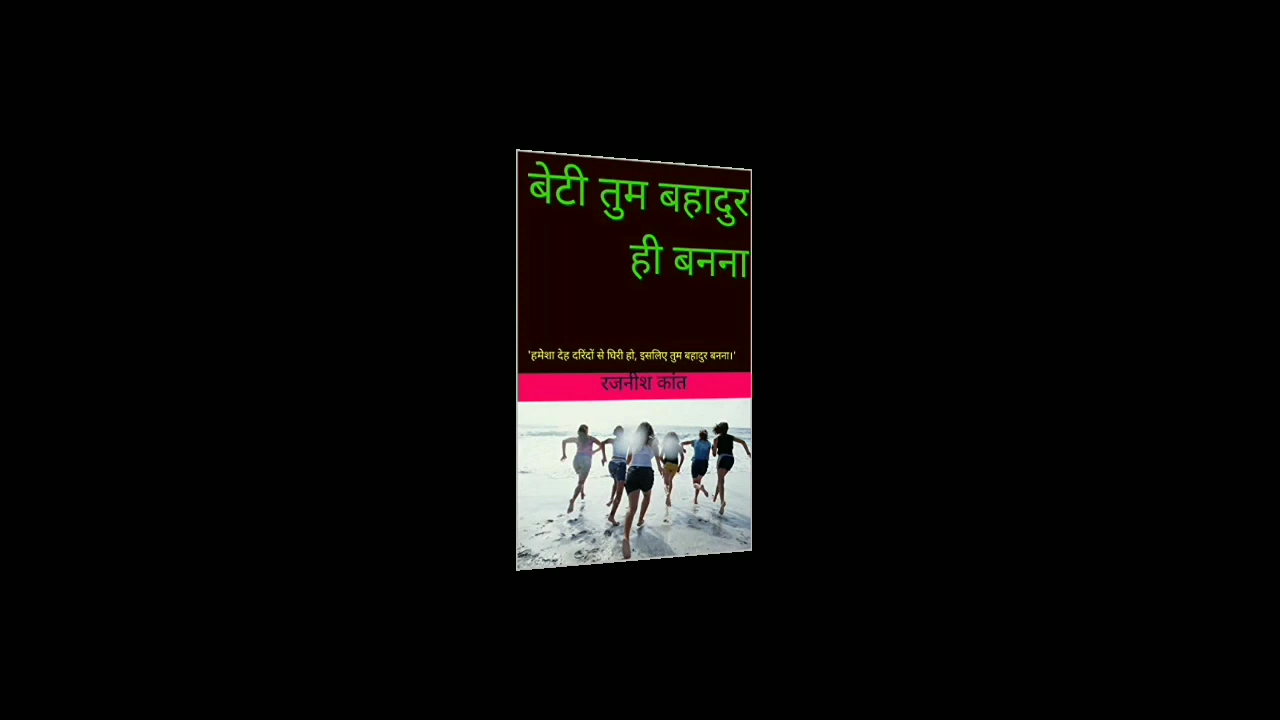 बेटी तुम बहादुर
ही बनना
'हमेशा देह दरिंदों से घिरी हो, इसलिए तुम बहादुर बनना।'
रजनीश कांत